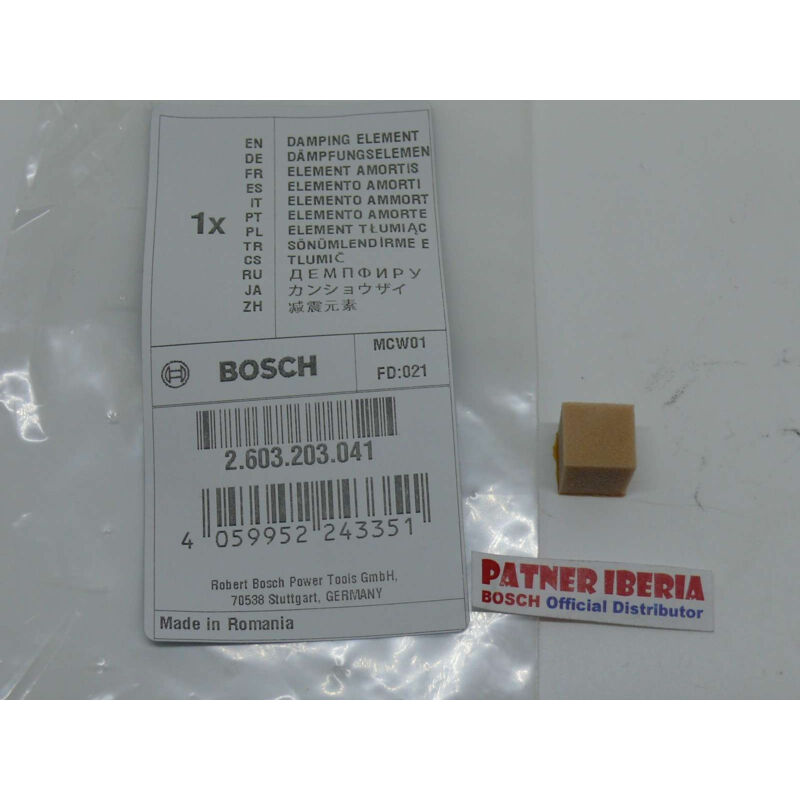 1x
EN DAMPING ELEMENT
DE DÄMPFUNGSELEMEN
FR ELEMENT AMORTIS
ES ELEMENTO AMORTI
IT ELEMENTO AMMORT
PT ELEMENTO AMORTE
PL ELEMENT TŁUMIĄC
TR SÖNÜMLENDİRME E
CS TLUMIČ
RU ДЕМПФИРУ
JA カンショウザイ
ZH 减震元素
BOSCH
MCW01
FD:021
2.603.203.041
4 059952 243351
Robert Bosch Power Tools GmbH,
70538 Stuttgart, GERMANY
Made in Romania
PATNER IBERIA
BOSCH Official Distributor